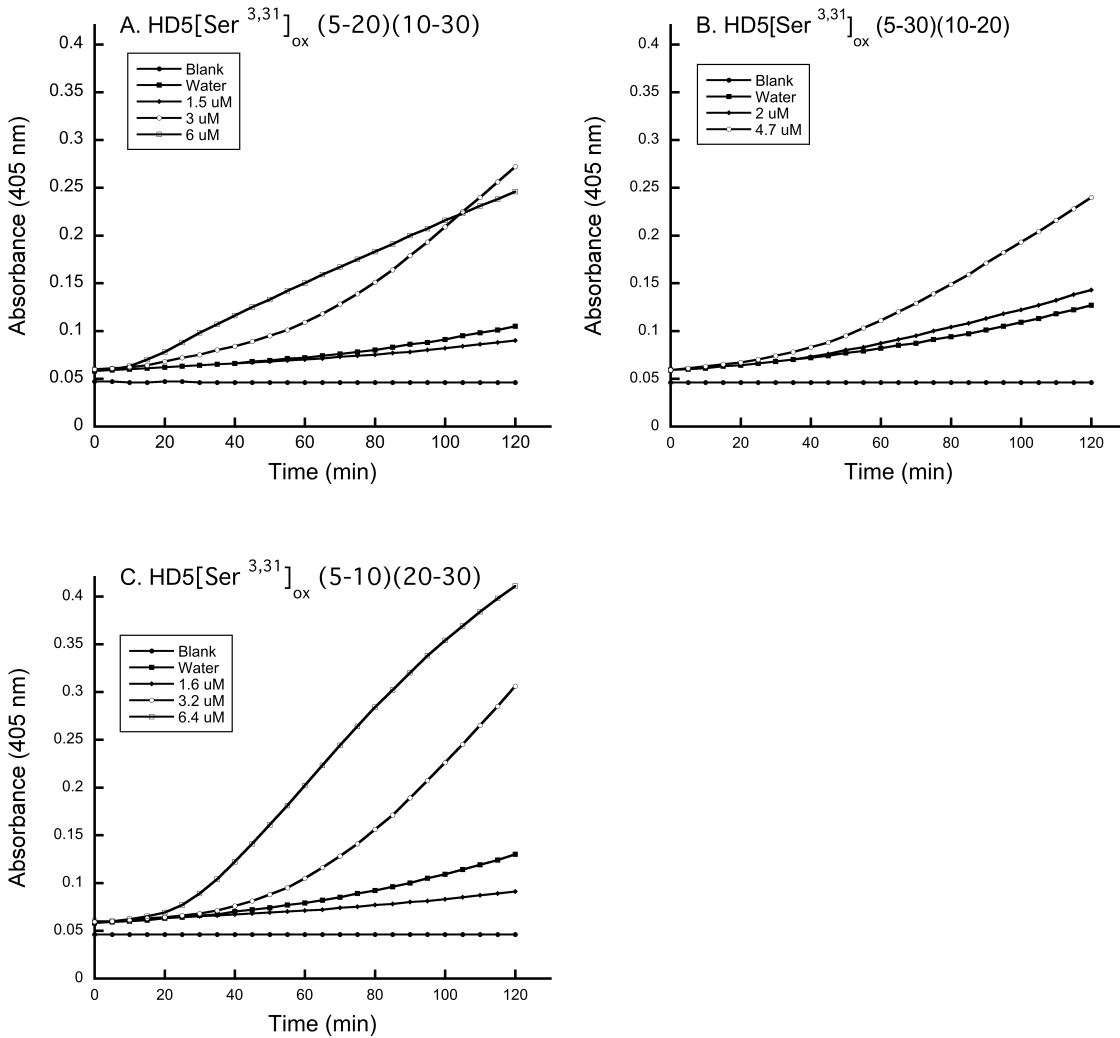 A. HD5[Ser 3,31]ox (5-20)(10-30)
0.4
0.35
0.3
0.25
0.2
0.15
0.1
0.05
0
Absorbance (405 nm)
Blank
Water
1.5 uM
3 uM
6 uM
0 20 40 60 80 100 120
Time (min)
B. HD5[Ser 3,31]ox (5-30)(10-20)
0.4
0.35
0.3
0.25
0.2
0.15
0.1
0.05
0
Absorbance (405 nm)
Blank
Water
2 uM
4.7 uM
0 20 40 60 80 100 120
Time (min)
C. HD5[Ser 3,31]ox (5-10)(20-30)
0.4
0.35
0.3
0.25
0.2
0.15
0.1
0.05
0
Absorbance (405 nm)
Blank
Water
1.6 uM
3.2 uM
6.4 uM
0 20 40 60 80 100 120
Time (min)